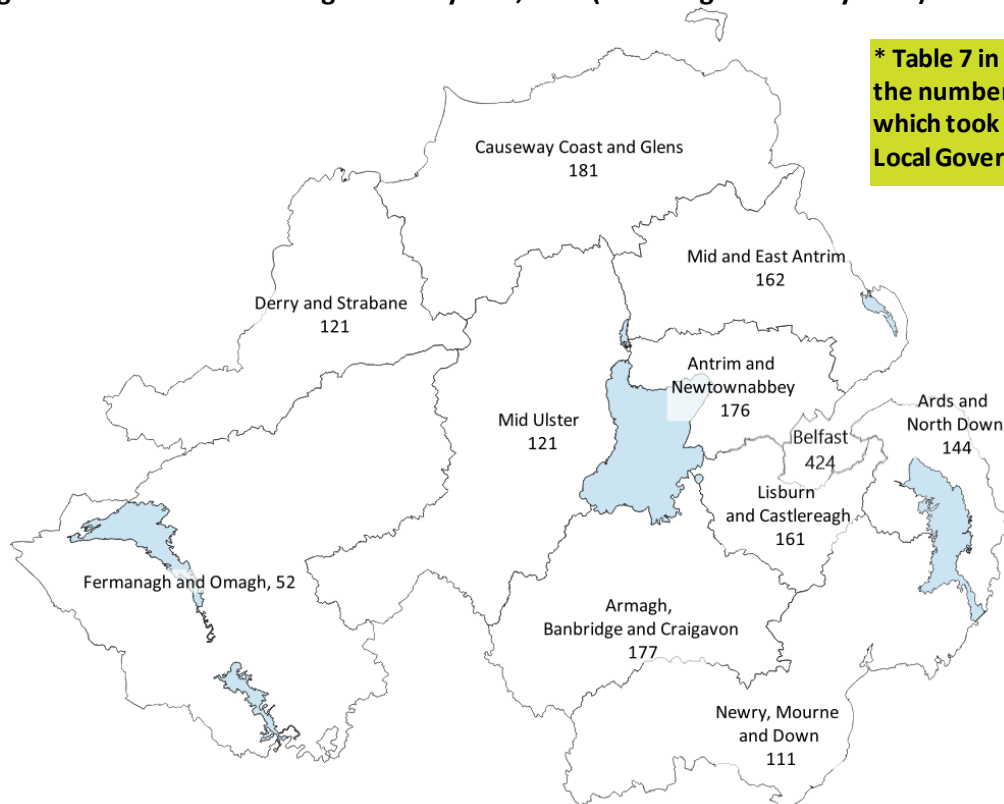 * Table 7 in
the number
which took
Local Gover
Causeway Coast and Glens
181
Mid and East Antrim
162
Derry and Strabane
121
Antrim and
Newtownabbey
176
Ards and
North Down
144
Mid Ulster
121
Belfast
424
Lisburn
and Castlereagh
161
Fermanagh and Omagh, 52
Armagh,
Banbridge and Craigavon
177
Newry, Mourne
and Down
111